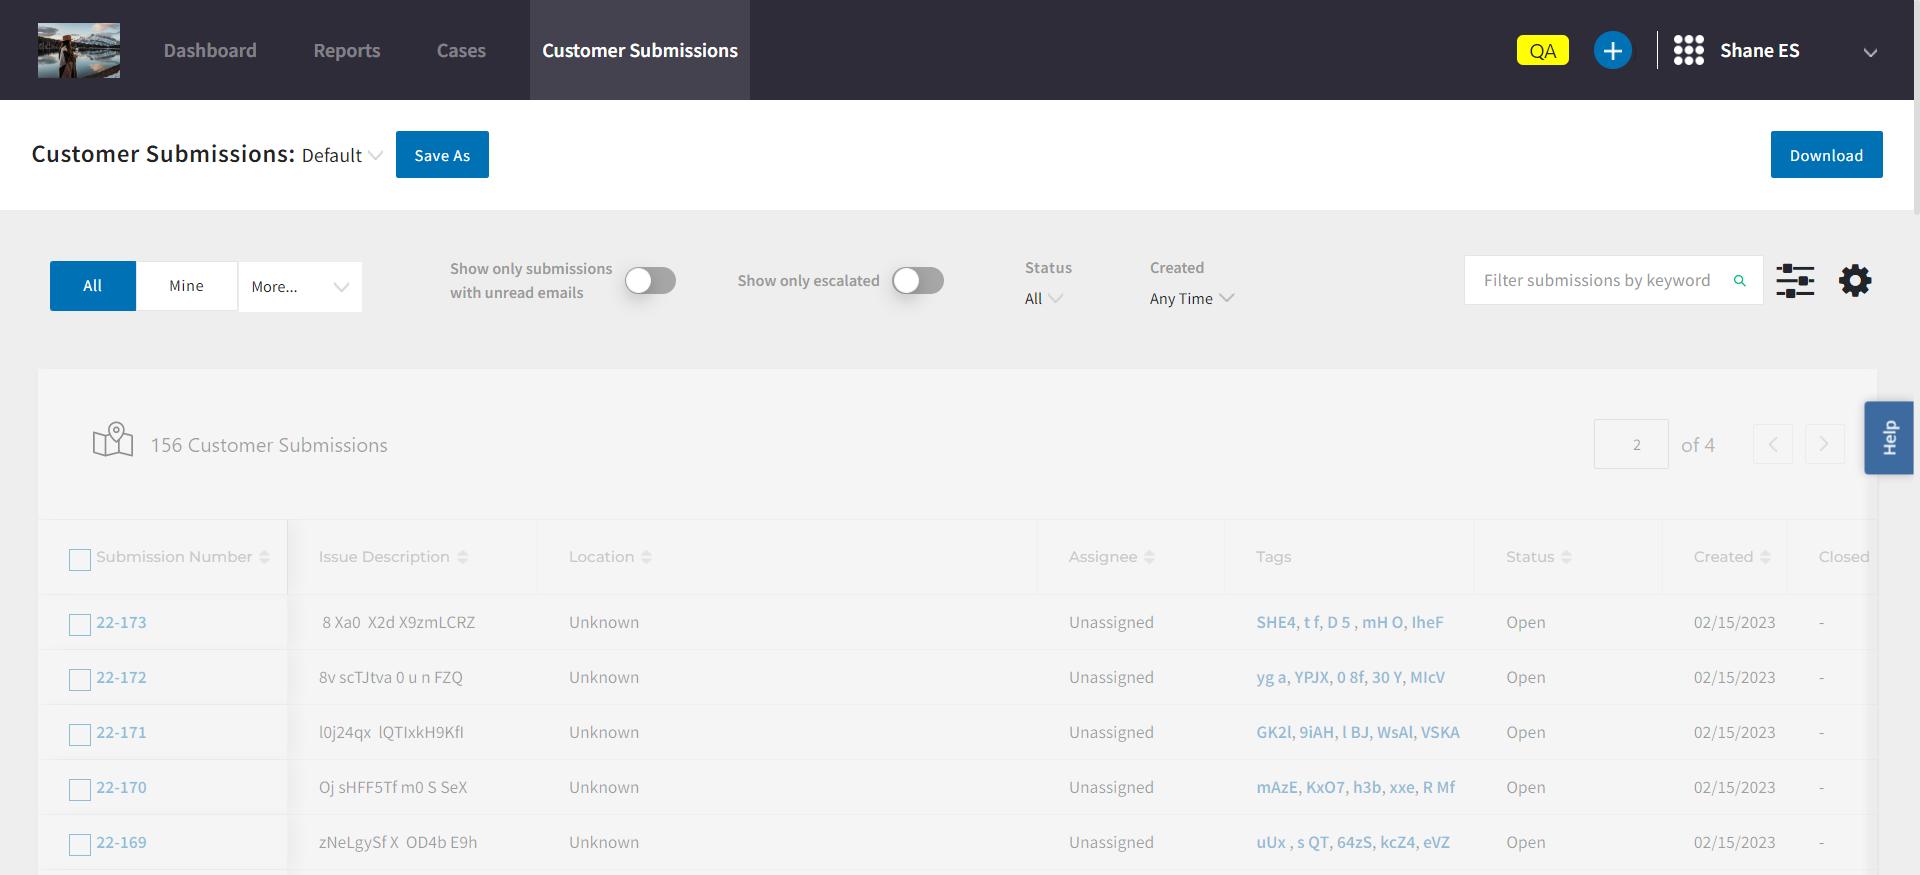 Dashboard Reports Cases Customer Submissions QA Shane ES
Customer Submissions: Default Save As Download
All Mine More...
Show only submissions
with unread emails
Show only escalated
Status
All
Created
Any Time
Filter submissions by keyword
Help
156 Customer Submissions 2 of 4
Submission Number Issue Description Location Assignee Tags Status Created Closed
22-173 8 Xa0 X2d X9zmLCRZ Unknown Unassigned SHE4, t f, D 5 , mH O, IheF Open 02/15/2023 -
22-172 8v scTJtva 0 u n FZQ Unknown Unassigned yg a, YPJX, 0 8f, 30 Y, MIcV Open 02/15/2023 -
22-171 l0j24qx lQTIxkH9KfI Unknown Unassigned GK2l, 9iAH, l BJ, WsAl, VSKA Open 02/15/2023 -
22-170 Oj sHFF5Tf m0 S SeX Unknown Unassigned mAzE, KxO7, h3b, xxe, R Mf Open 02/15/2023 -
22-169 zNeLgySf X OD4b E9h Unknown Unassigned uUx , s QT, 64zS, kcZ4, eVZ Open 02/15/2023 -